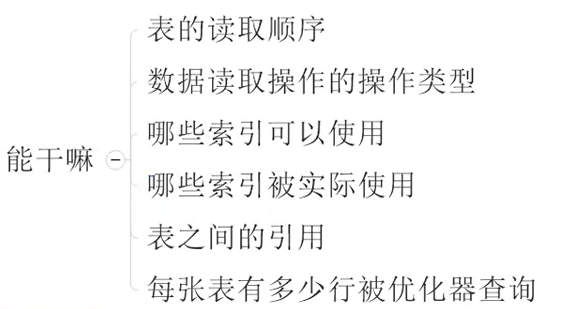 表的读取顺序
数据读取操作的操作类型
哪些索引可以使用
能干嘛
哪些索引被实际使用
表之间的引用
每张表有多少行被优化器查询